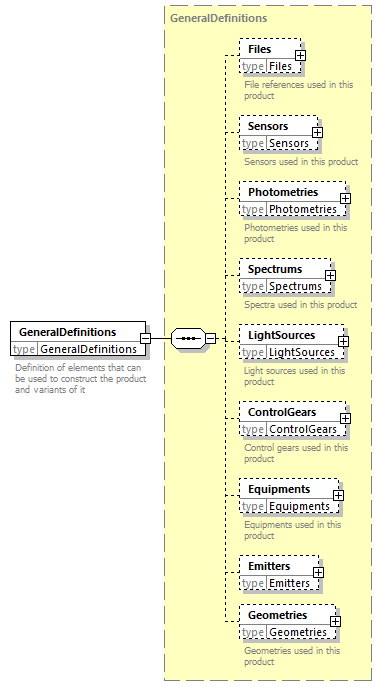 GeneralDefinitions
Files
type Files
File references used in this
product
Sensors
type Sensors
Sensors used in this product
Photometries
type Photometries
Photometries used in this
product
Spectrums
type Spectrums
Spectra used in this product
GeneralDefinitions
type GeneralDefinitions
Definition of elements that can
be used to construct the product
and variants of it
LightSources
type LightSources
Light sources used in this
product
ControlGears
type ControlGears
Control gears used in this
product
Equipments
type Equipments
Equipments used in this
product
Emitters
type Emitters
Geometries
type Geometries
Geometries used in this
product